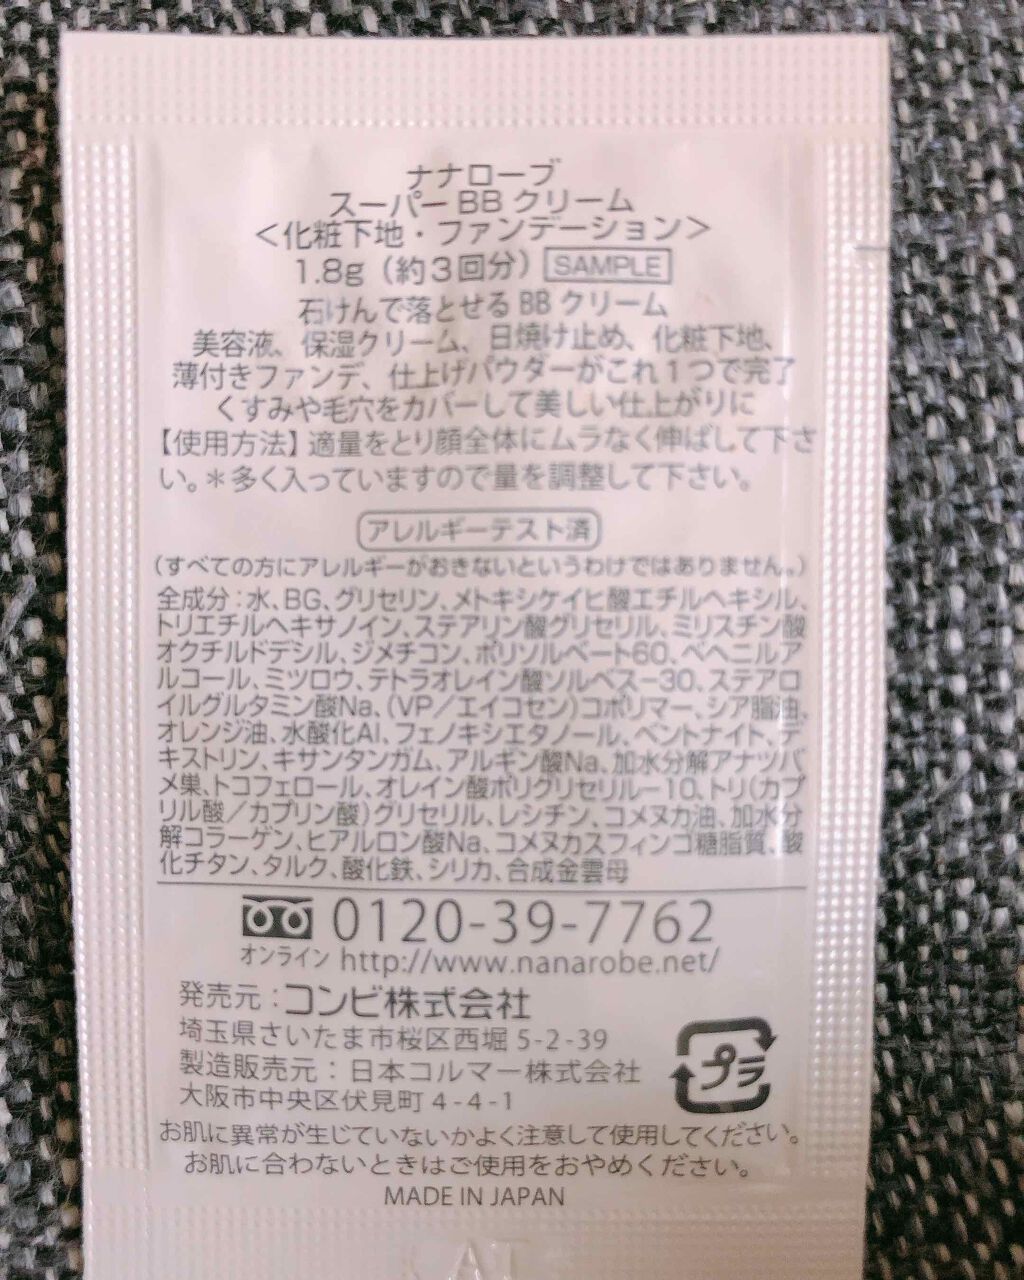 ナナローブ
スーパー BB クリーム
＜化粧下地・ファンデーション＞
1.8g（約3回分）SAMPLE
石けんで落とせる BB クリーム
美容液、保湿クリーム、日焼け止め、化粧下地、
薄付きファンデ、仕上げパウダーがこれ1つで完了
くすみや毛穴をカバーして美しい仕上がりに
【使用方法】適量をとり顔全体にムラなく伸ばして下さ
い。＊多く入っていますので量を調整して下さい。
アレルギーテスト済
（すべての方にアレルギーがおきないというわけではありません。）
全成分：水、BG、グリセリン、メトキシケイヒ酸エチルヘキシル、
トリエチルヘキサノイン、ステアリン酸グリセリル、ミリスチン酸
オクチルドデシル、ジメチコン、ポリソルベート60、ベヘニルア
ルコール、ミツロウ、テトラオレイン酸ソルベス－30、ステアロ
イルグルタミン酸Na、（VP／エイコセン）コポリマー、シア脂油、
オレンジ油、水酸化Al、フェノキシエタノール、ベントナイト、デ
キストリン、キサンタンガム、アルギン酸Na、加水分解アナツバ
メ巣、トコフェロール、オレイン酸ポリグリセリル－10、トリ（カプ
リル酸／カプリン酸）グリセリル、レシチン、コメヌカ油、加水分
解コラーゲン、ヒアルロン酸Na、コメヌカスフィンゴ糖脂質、酸
化チタン、タルク、酸化鉄、シリカ、合成金雲母
0120-39-7762
オンライン http://www.nanarobe.net/
発売元：コンビ株式会社
埼玉県さいたま市桜区西堀 5-2-39
製造販売元：日本コルマー株式会社
大阪市中央区伏見町 4-4-1
プラ
お肌に異常が生じていないかよく注意して使用してください。
お肌に合わないときはご使用をおやめください。
MADE IN JAPAN